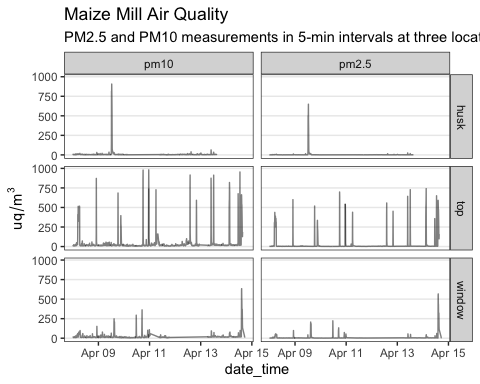 Maize Mill Air Quality
PM2.5 and PM10 measurements in 5-min intervals at three locat
pm10 pm2.5
1000
750
500
250
0
husk
1000
750
500
250
0
top
1000
750
500
250
0
window
ug/m³
Apr 09 Apr 11 Apr 13 Apr 15 Apr 09 Apr 11 Apr 13 Apr 15
date_time